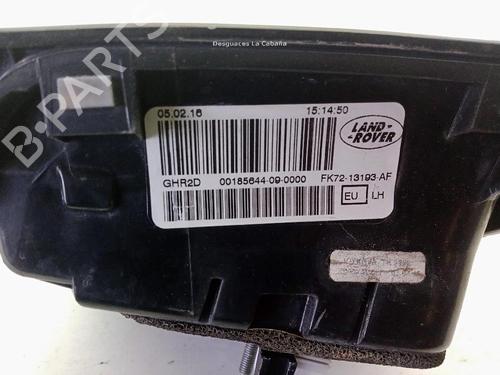 Desguaces La Cabaña
B-PARTS
05.02.16 15:14:50
LAND-
ROVER
GHR2D 00185644-09-0000 FK72-13193-AF
EU LH